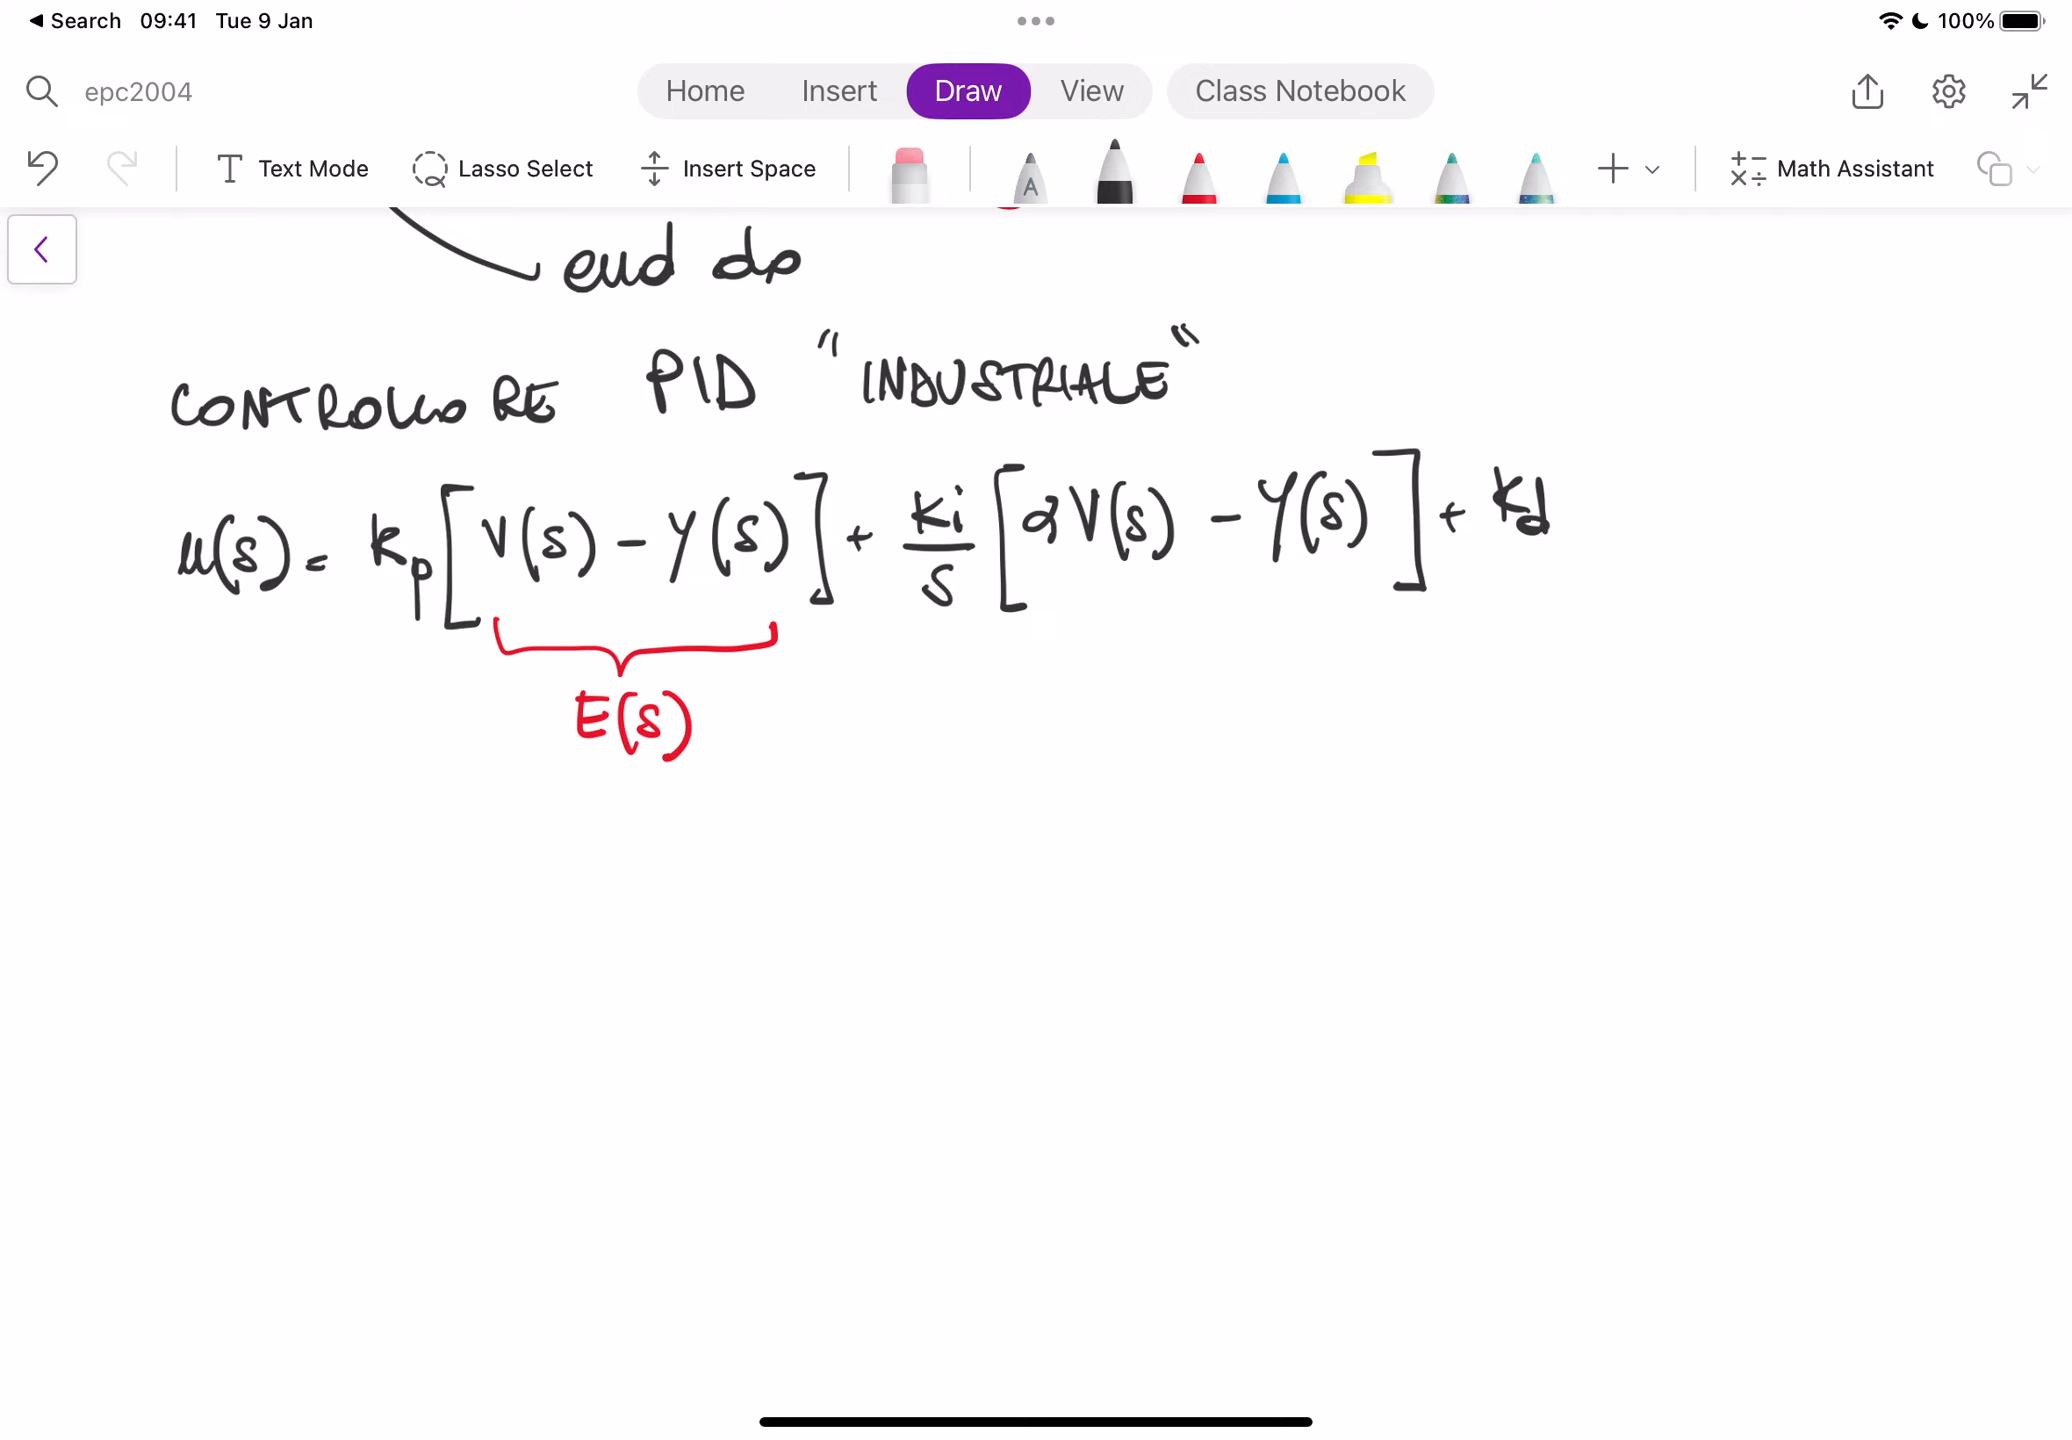 Search 09:41 Tue 9 Jan 100%
epc2004 Home Insert Draw View Class Notebook
Text Mode Lasso Select Insert Space A Math Assistant
end do
CONTROLLORE PID "INDUSTRIALE"
u(s) = Kp [V(s) - Y(s)] + Ki/s [αV(s) - Y(s)] + Kd
E(s)